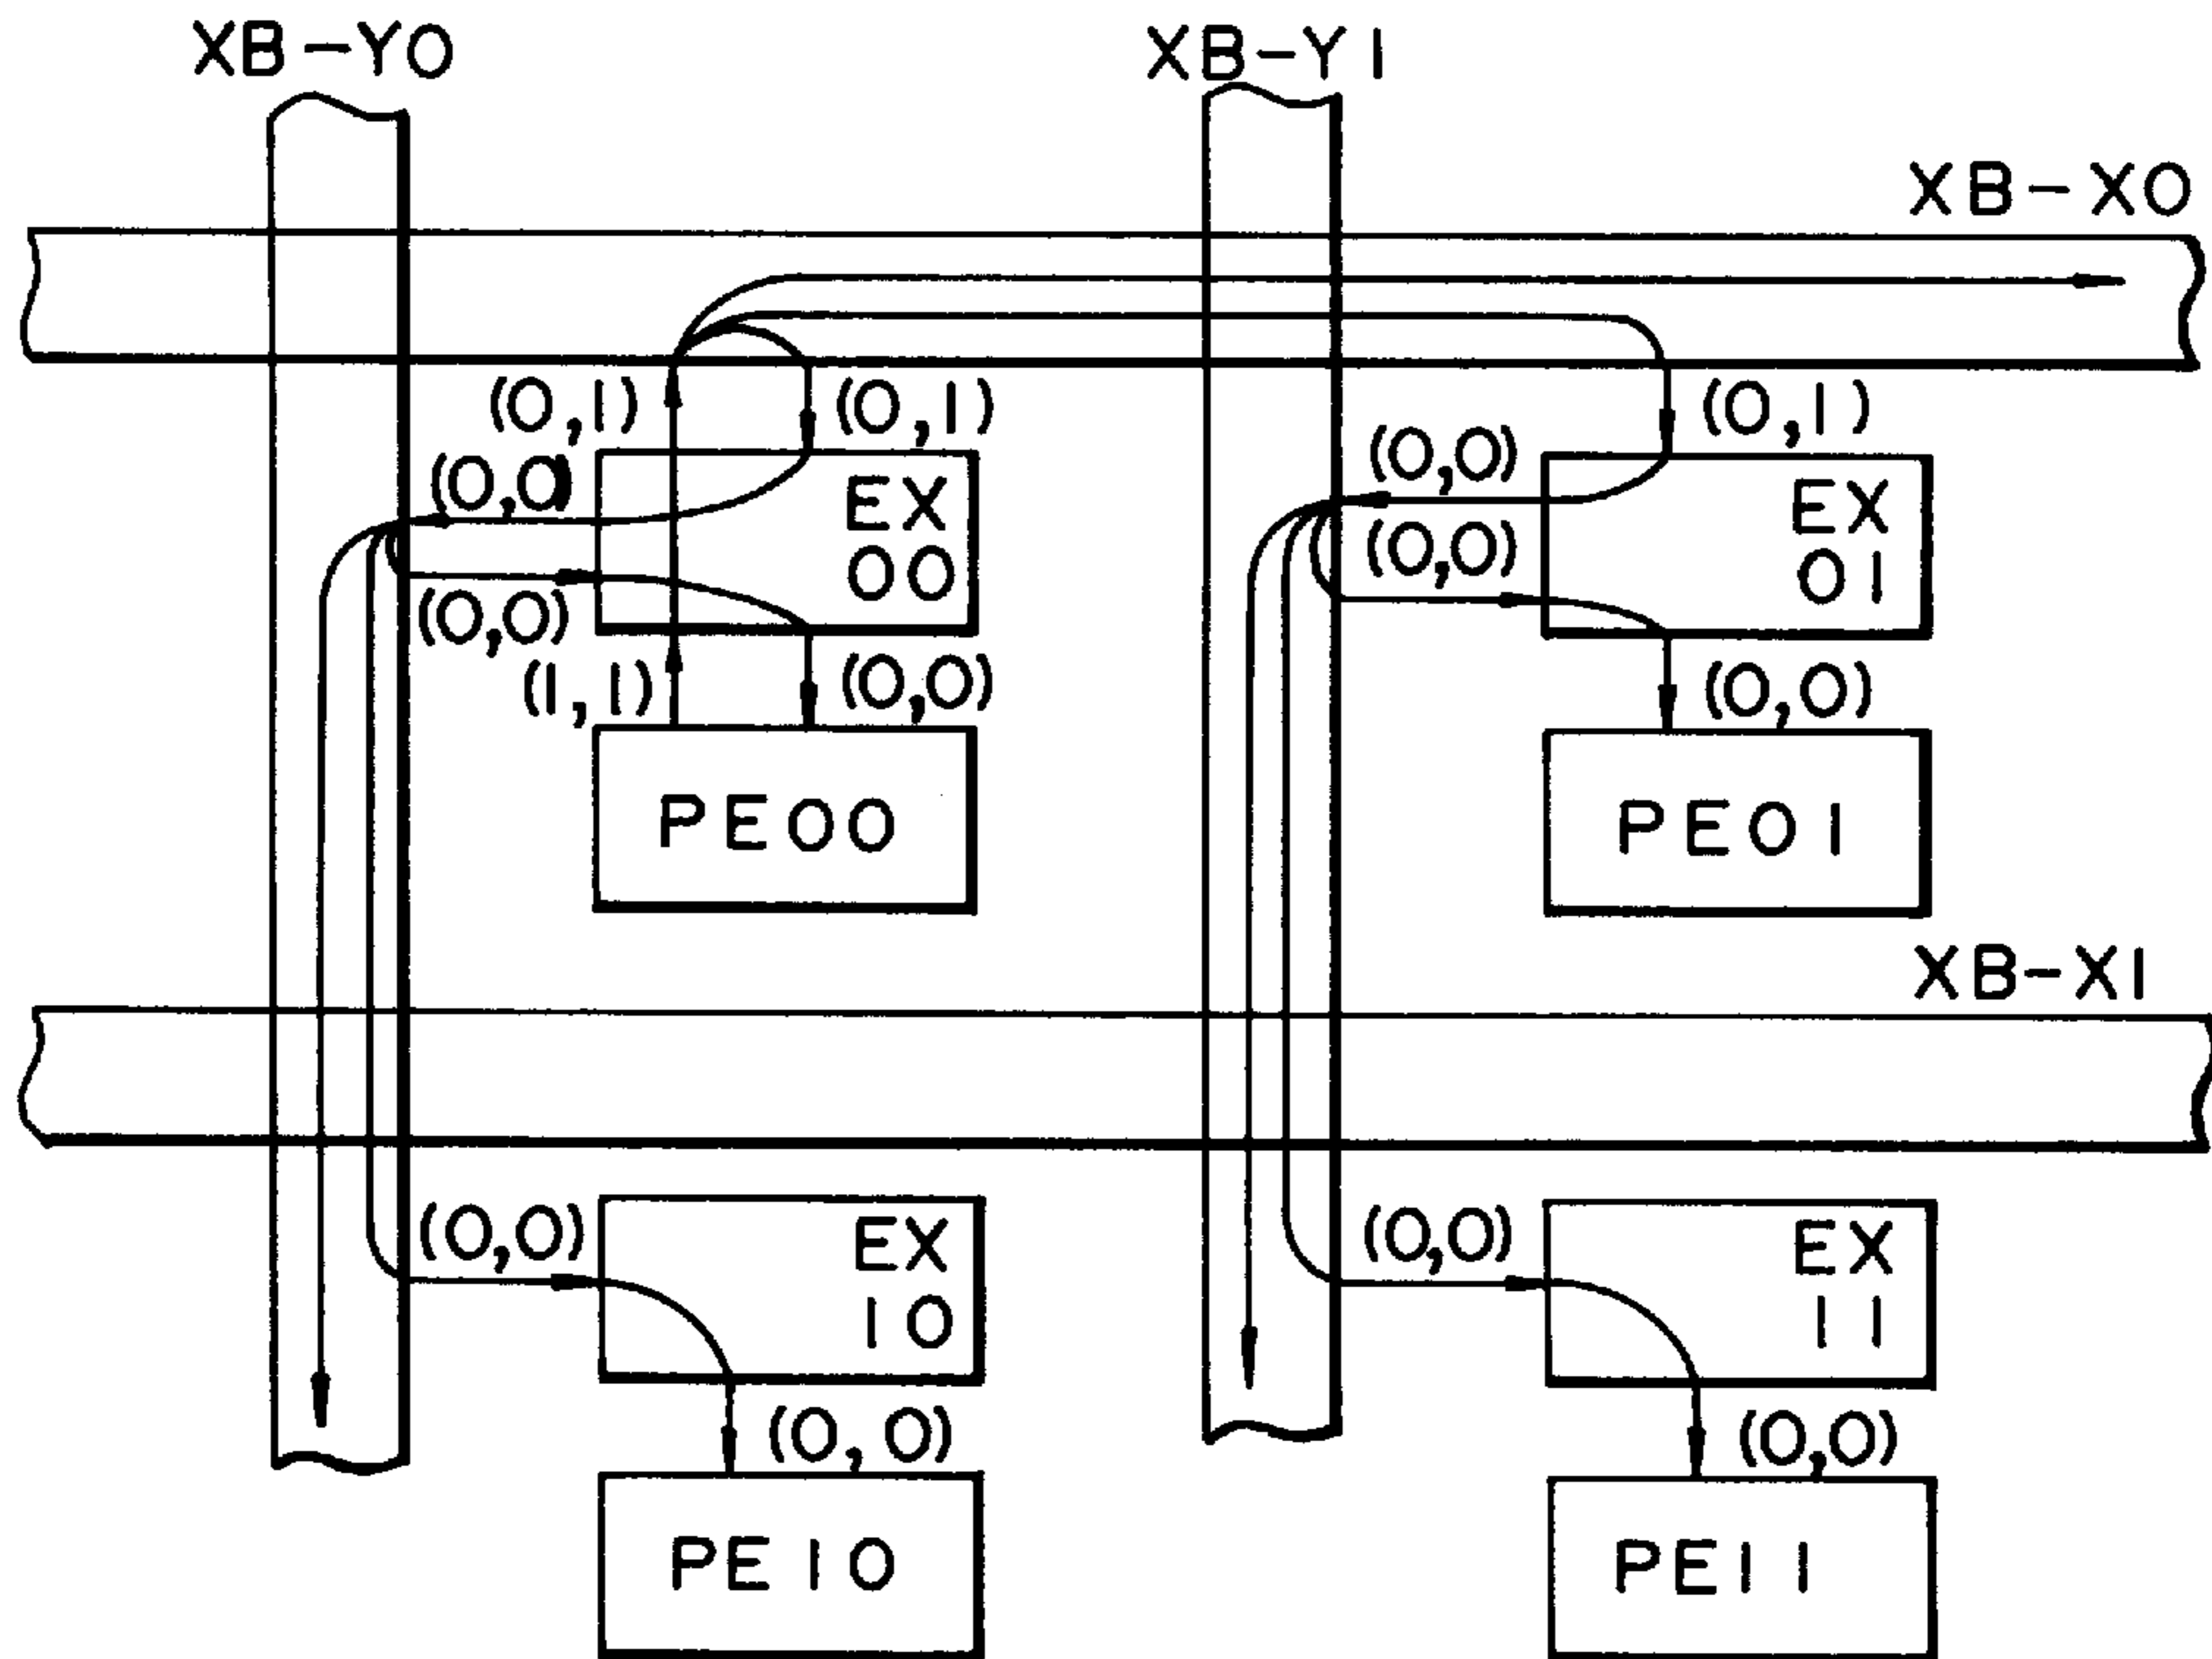 XB-Y0
XB-Y1
XB-X0
(0,1)
(0,1)
(0,1)
(0,0)
(0,0)
EX
00
EX
01
(0,0)
(0,0)
(1,1)
(0,0)
(0,0)
PE00
PE01
XB-X1
(0,0)
EX
10
(0,0)
EX
11
(0,0)
(0,0)
PE10
PE11